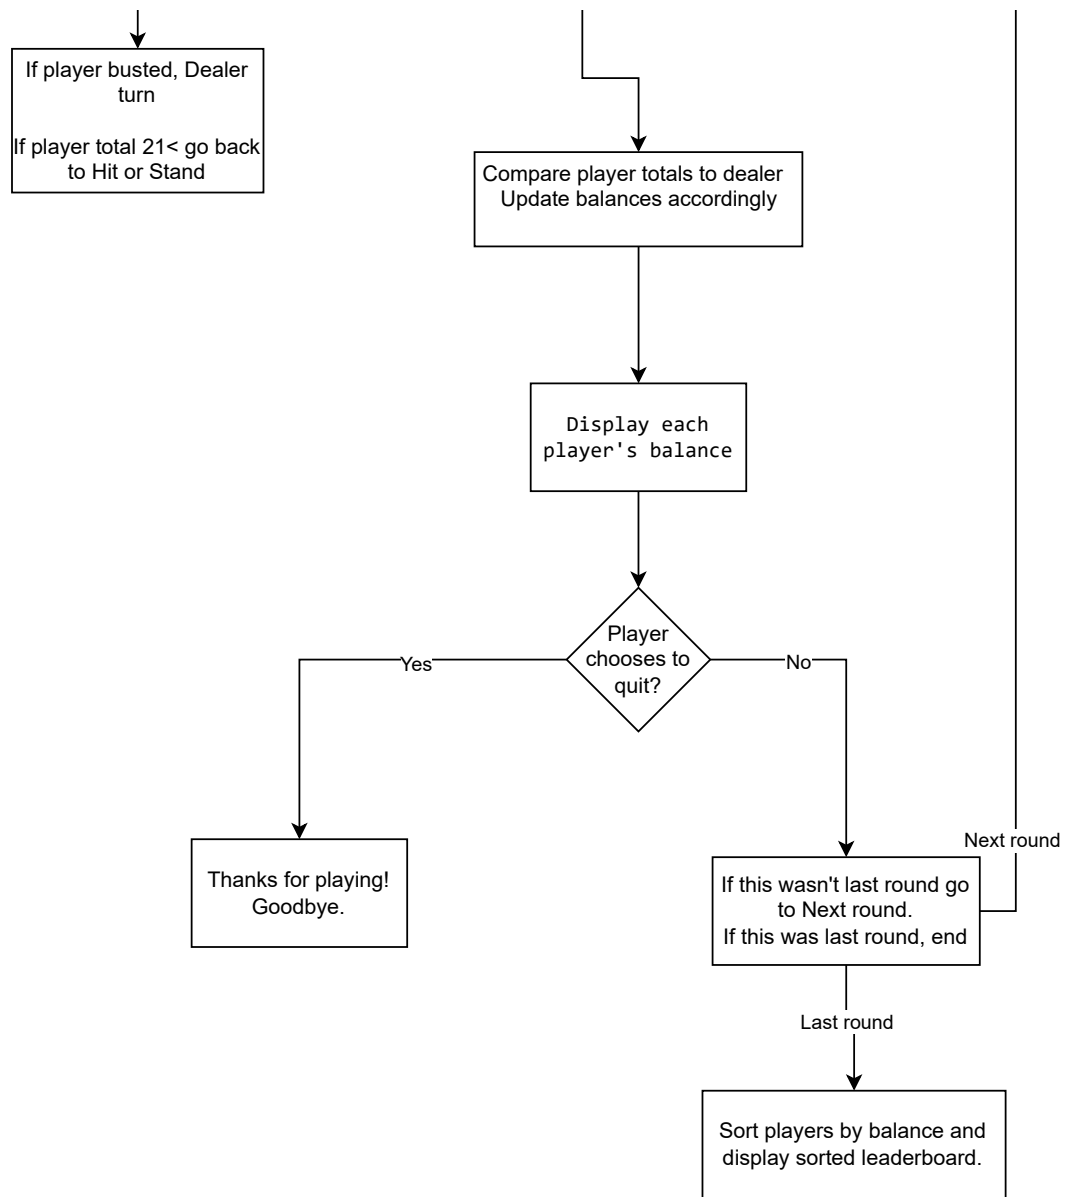 If player busted, Dealer
turn
If player total 21< go back
to Hit or Stand
Compare player totals to dealer
Update balances accordingly
Display each
player's balance
Player
chooses to
quit?
Yes
No
Thanks for playing!
Goodbye.
Next round
If this wasn't last round go
to Next round.
If this was last round, end
Last round
Sort players by balance and
display sorted leaderboard.